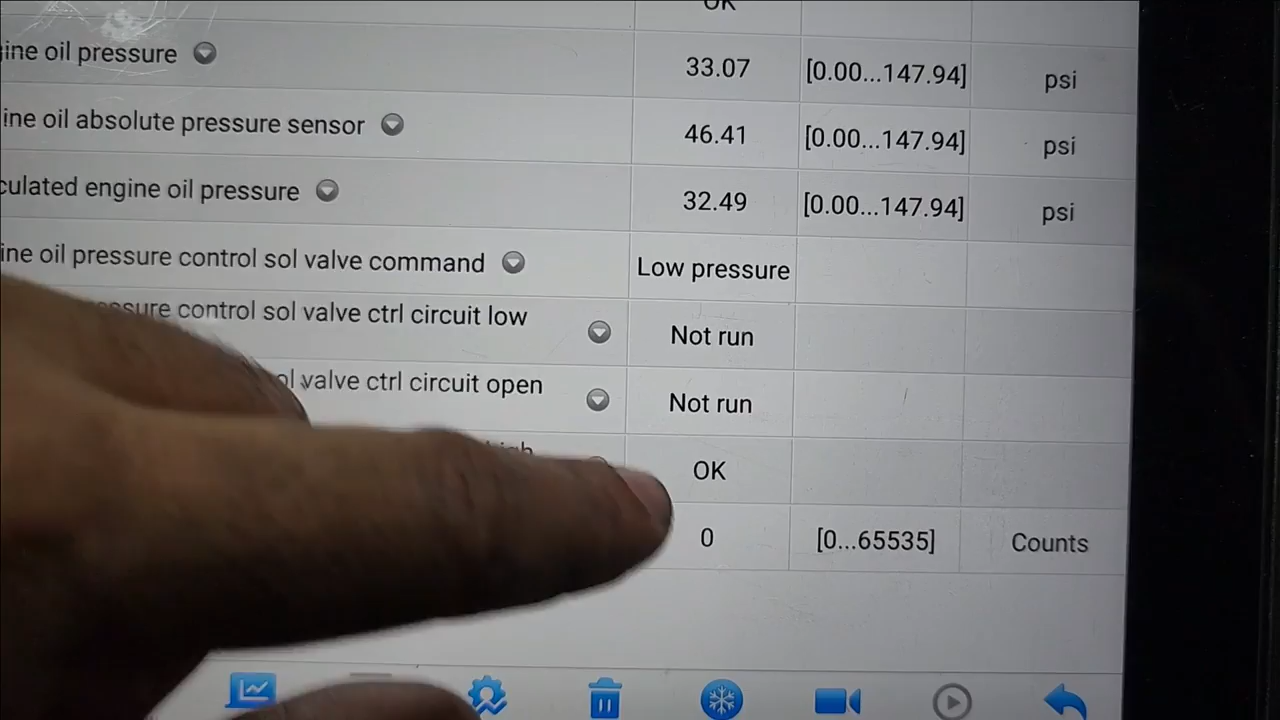 OK
ine oil pressure 33.07 [0.00...147.94] psi
ine oil absolute pressure sensor 46.41 [0.00...147.94] psi
culated engine oil pressure 32.49 [0.00...147.94] psi
ine oil pressure control sol valve command Low pressure
ssure control sol valve ctrl circuit low Not run
ol valve ctrl circuit open Not run
OK
0 [0...65535] Counts